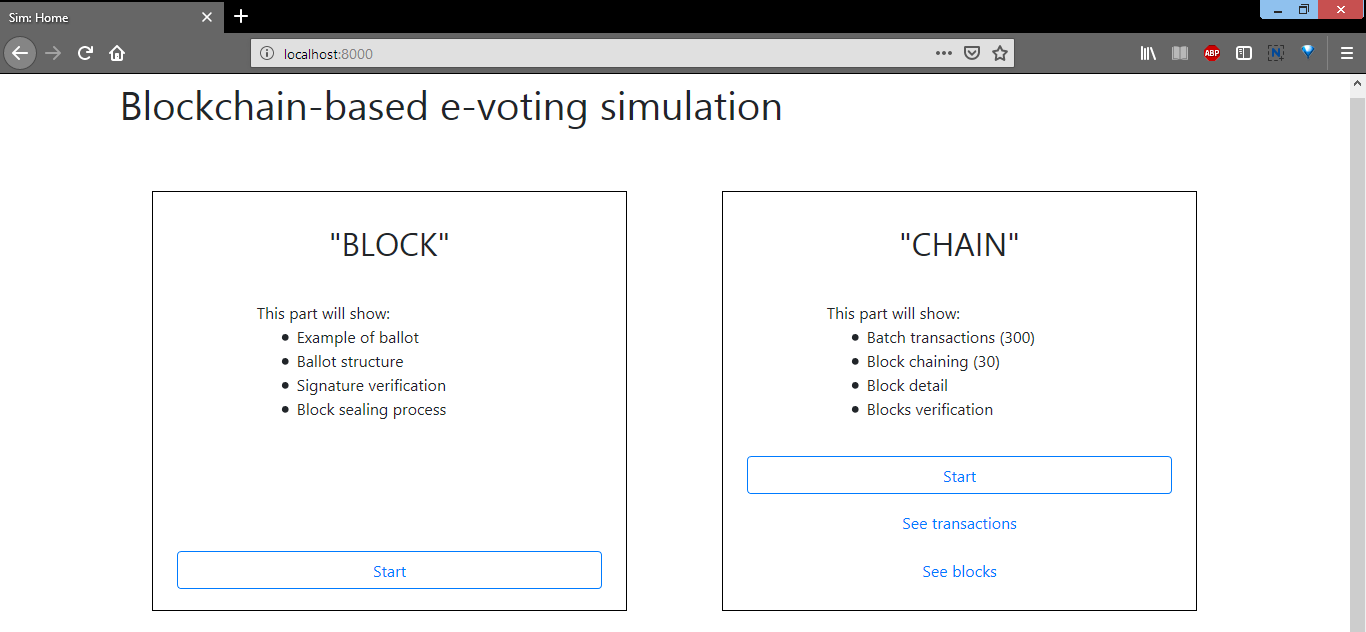 Sim: Home
localhost:8000
ABP
N
Blockchain-based e-voting simulation
"BLOCK"
This part will show:
Example of ballot
Ballot structure
Signature verification
Block sealing process
Start
"CHAIN"
This part will show:
Batch transactions (300)
Block chaining (30)
Block detail
Blocks verification
Start
See transactions
See blocks